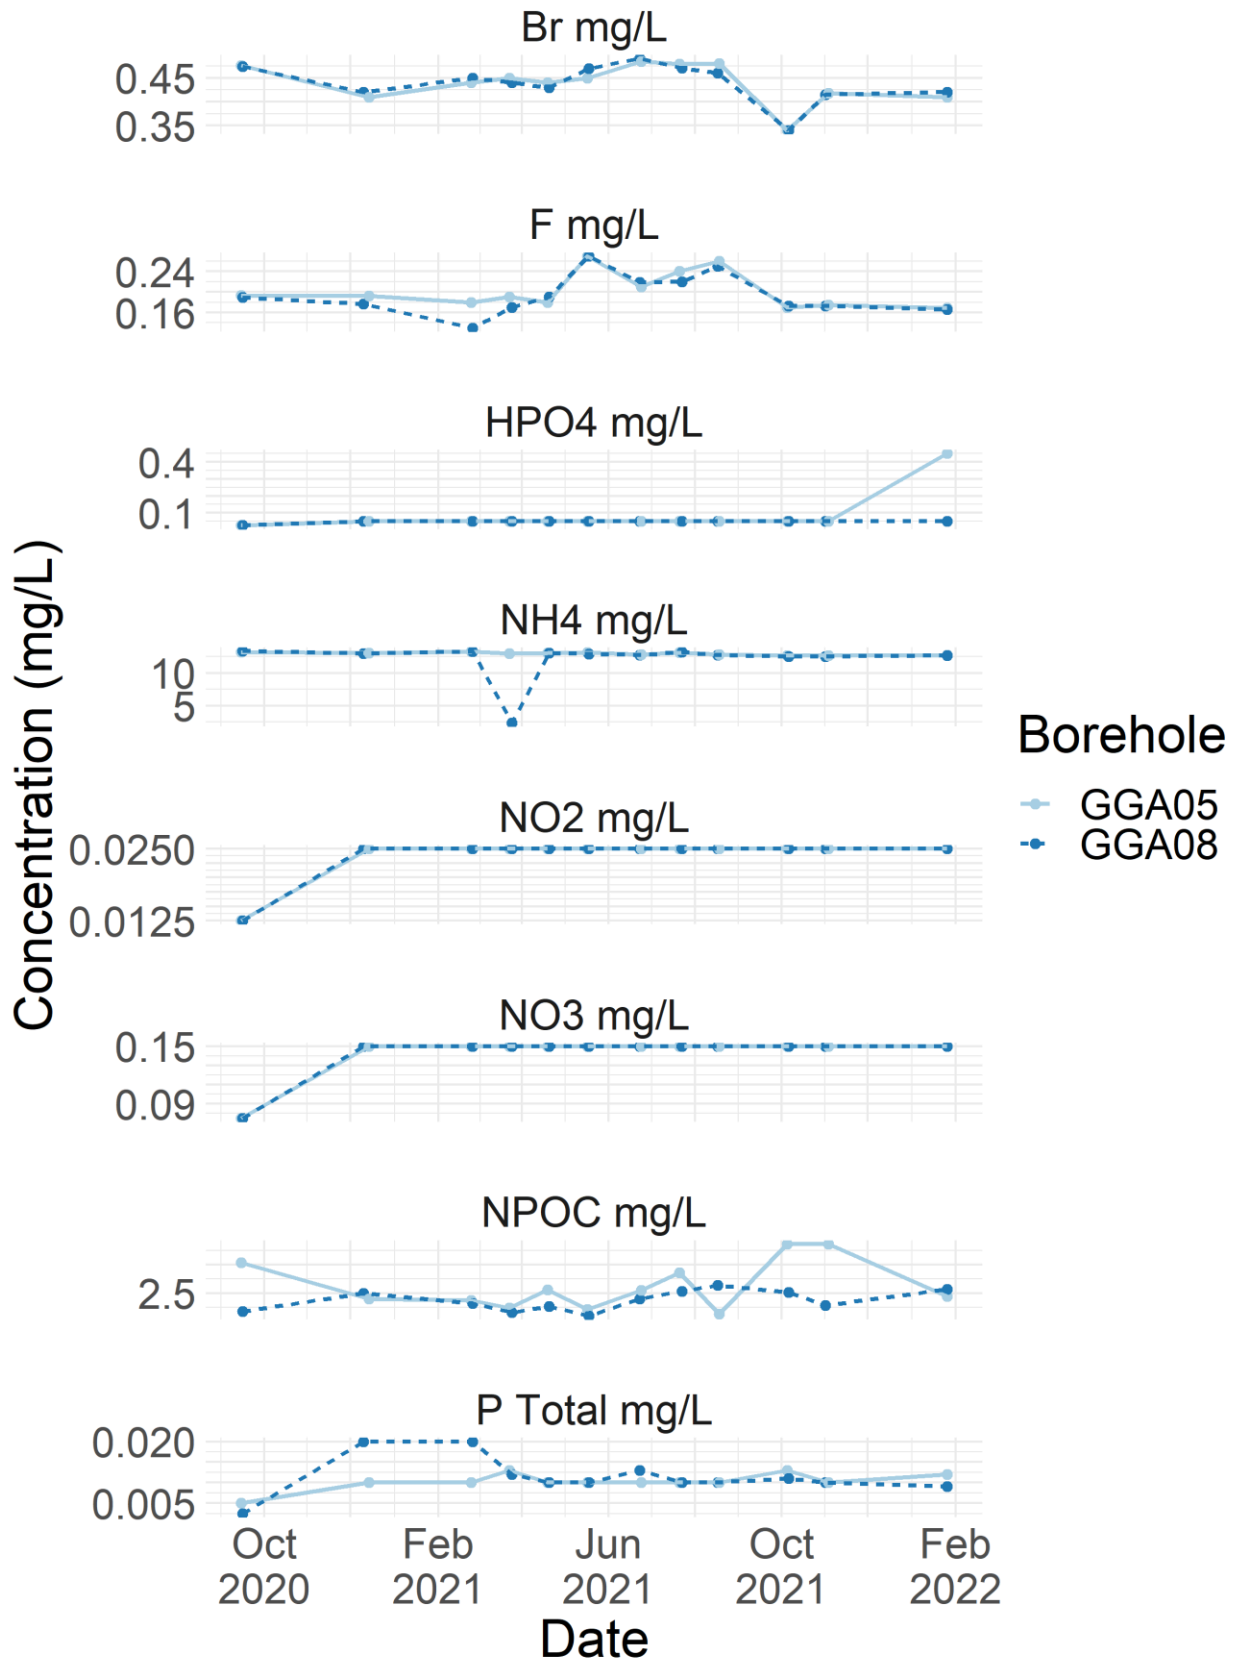 Br mg/L
0.45
0.35
F mg/L
0.24
0.16
HPO4 mg/L
0.4
0.1
NH4 mg/L
10
5
NO2 mg/L
0.0250
0.0125
NO3 mg/L
0.15
0.09
NPOC mg/L
2.5
P Total mg/L
0.020
0.005
Oct Feb Jun Oct Feb
2020 2021 2021 2021 2022
Date
Concentration (mg/L)
Borehole
GGA05
GGA08